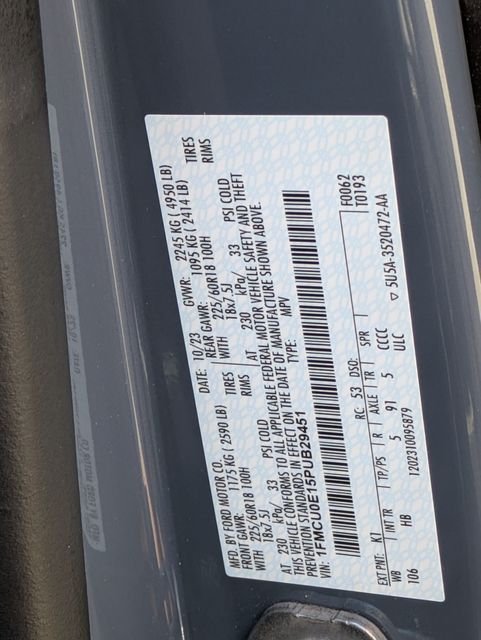 MFD. BY FORD MOTOR CO. DATE: 10/23 GVWR: 2245 KG ( 4950 LB)
FRONT GAWR: 1175 KG ( 2590 LB) REAR GAWR: 1095 KG ( 2414 LB)
WITH 225/60R18 100H TIRES WITH 225/60R18 100H TIRES
18x7.5J RIMS 18x7.5J RIMS
AT 230 kPa/ 33 PSI COLD AT 230 kPa/ 33 PSI COLD
THIS VEHICLE CONFORMS TO ALL APPLICABLE FEDERAL MOTOR VEHICLE SAFETY AND THEFT
STANDARDS IN EFFECT ON THE DATE OF MANUFACTURE SHOWN ABOVE.
VIN: 1FMCU0E15PUB29451 TYPE: MPV
F0062
T0193
EXT PNT: K1 RC: 53 DSO:
WB INT TR TP/PS R AXLE TR SPR
106 HB 5 91 5 CCCC
1202310095879 ULC ▽ 5U5A-3520472-AA